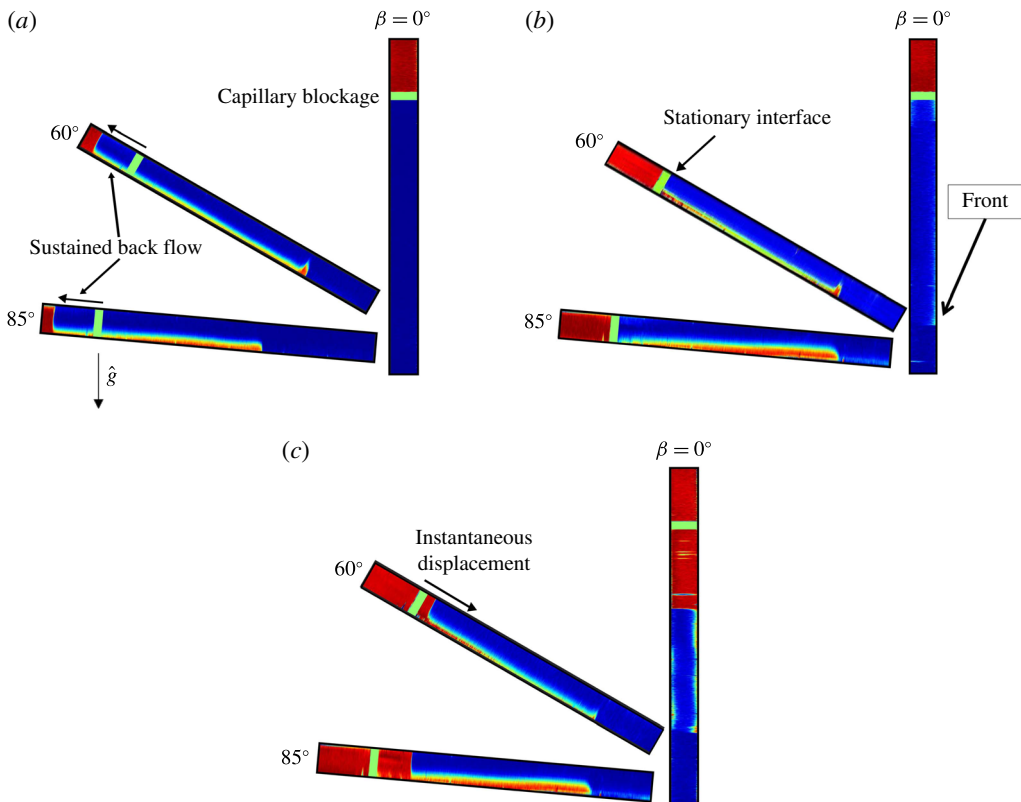 (a)
β = 0°
(b)
β = 0°
Capillary blockage
60°
Stationary interface
60°
Front
Sustained back flow
85°
85°
ĝ
(c)
β = 0°
Instantaneous
displacement
60°
85°